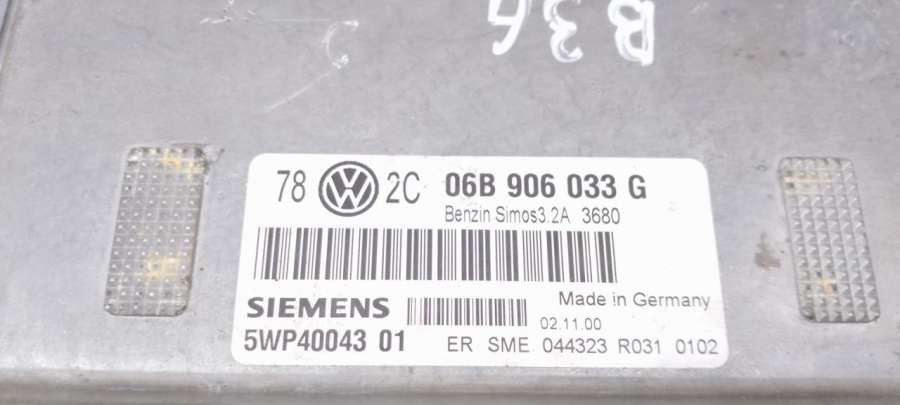 B36
78 VW 2C 06B 906 033 G
Benzin Simos3.2A 3680
SIEMENS
Made in Germany
02.11.00
5WP40043 01
ER SME 044323 R031 0102